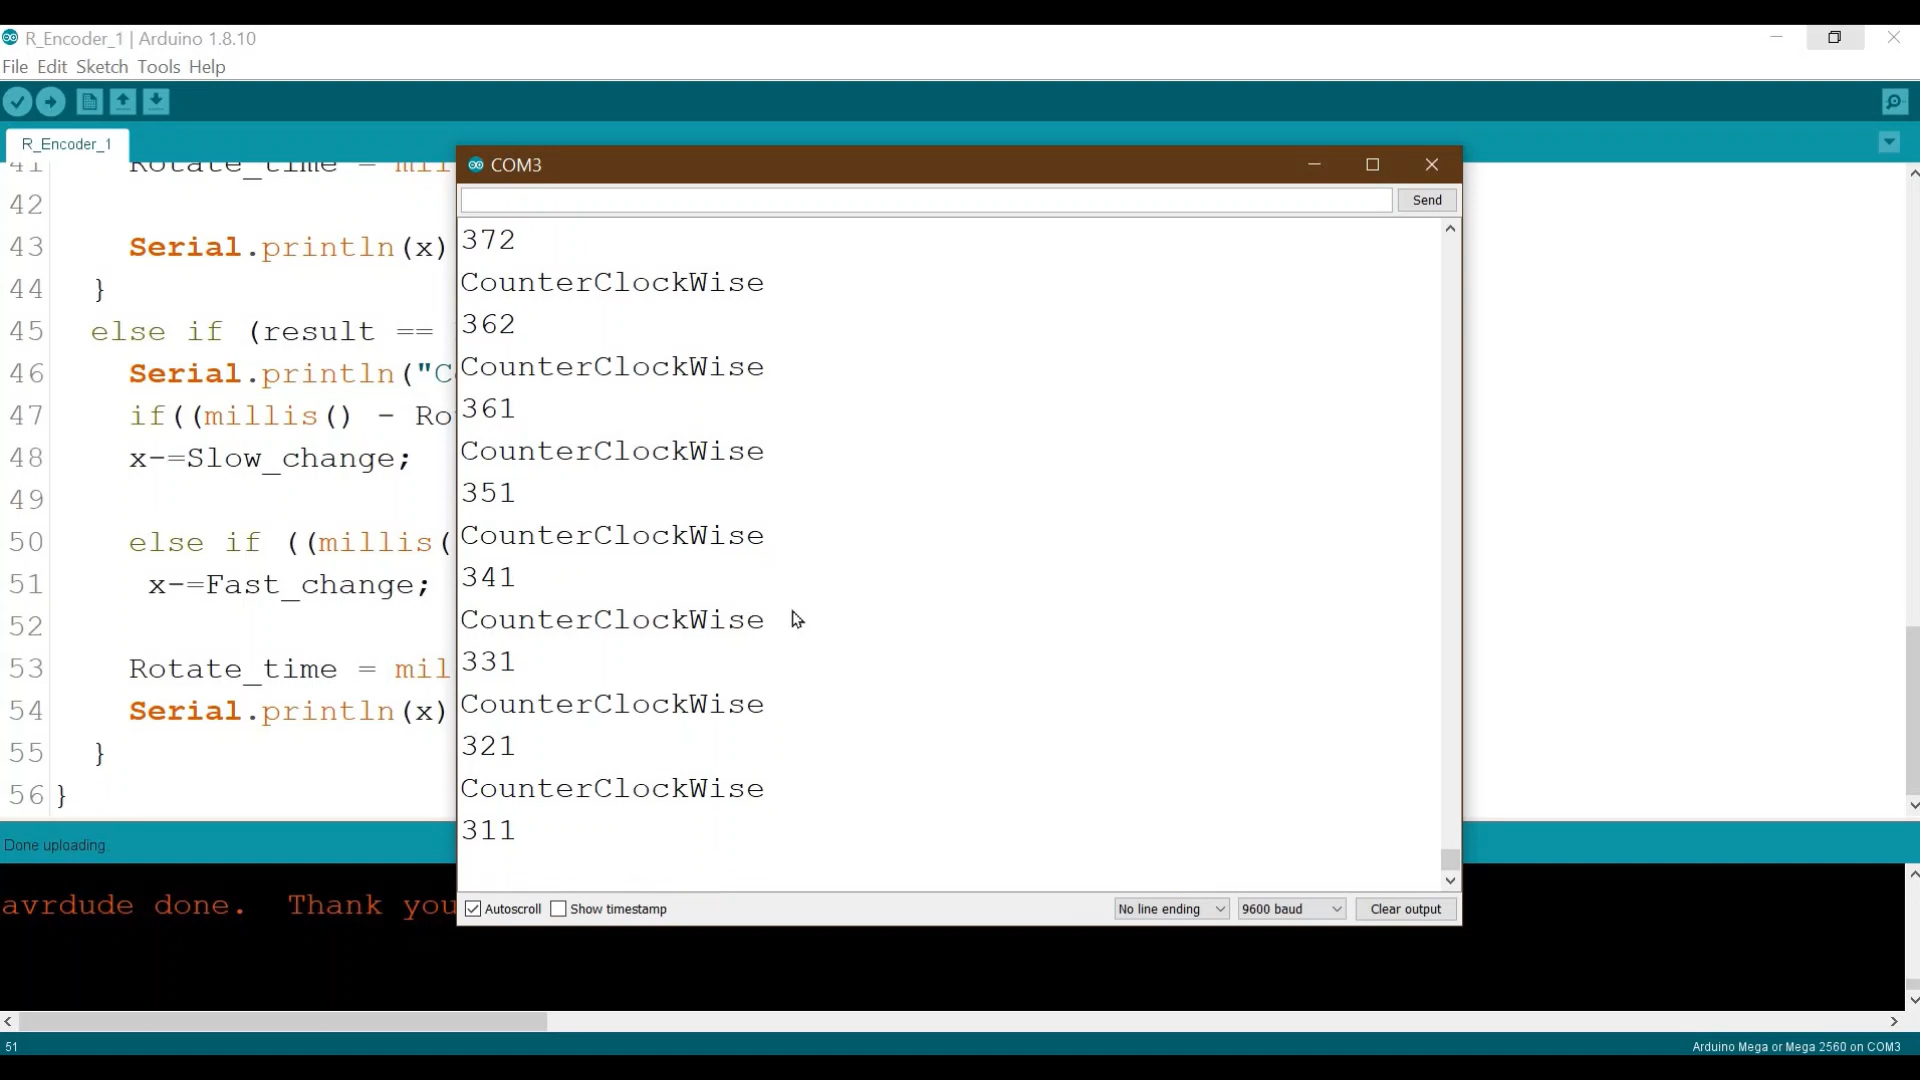 R_Encoder_1 | Arduino 1.8.10
File Edit Sketch Tools Help
R_Encoder_1
41 Rotate_time = mil
42
43 Serial.println(x)
44 }
45 else if (result ==
46 Serial.println("C
47 if((millis() - Ro
48 x-=Slow_change;
49
50 else if ((millis(
51 x-=Fast_change;
52
53 Rotate_time = mil
54 Serial.println(x)
55 }
56 }
COM3
Send
372
CounterClockWise
362
CounterClockWise
361
CounterClockWise
351
CounterClockWise
341
CounterClockWise
331
CounterClockWise
321
CounterClockWise
311
Autoscroll Show timestamp No line ending 9600 baud Clear output
Done uploading
avrdude done. Thank you
51 Arduino Mega or Mega 2560 on COM3